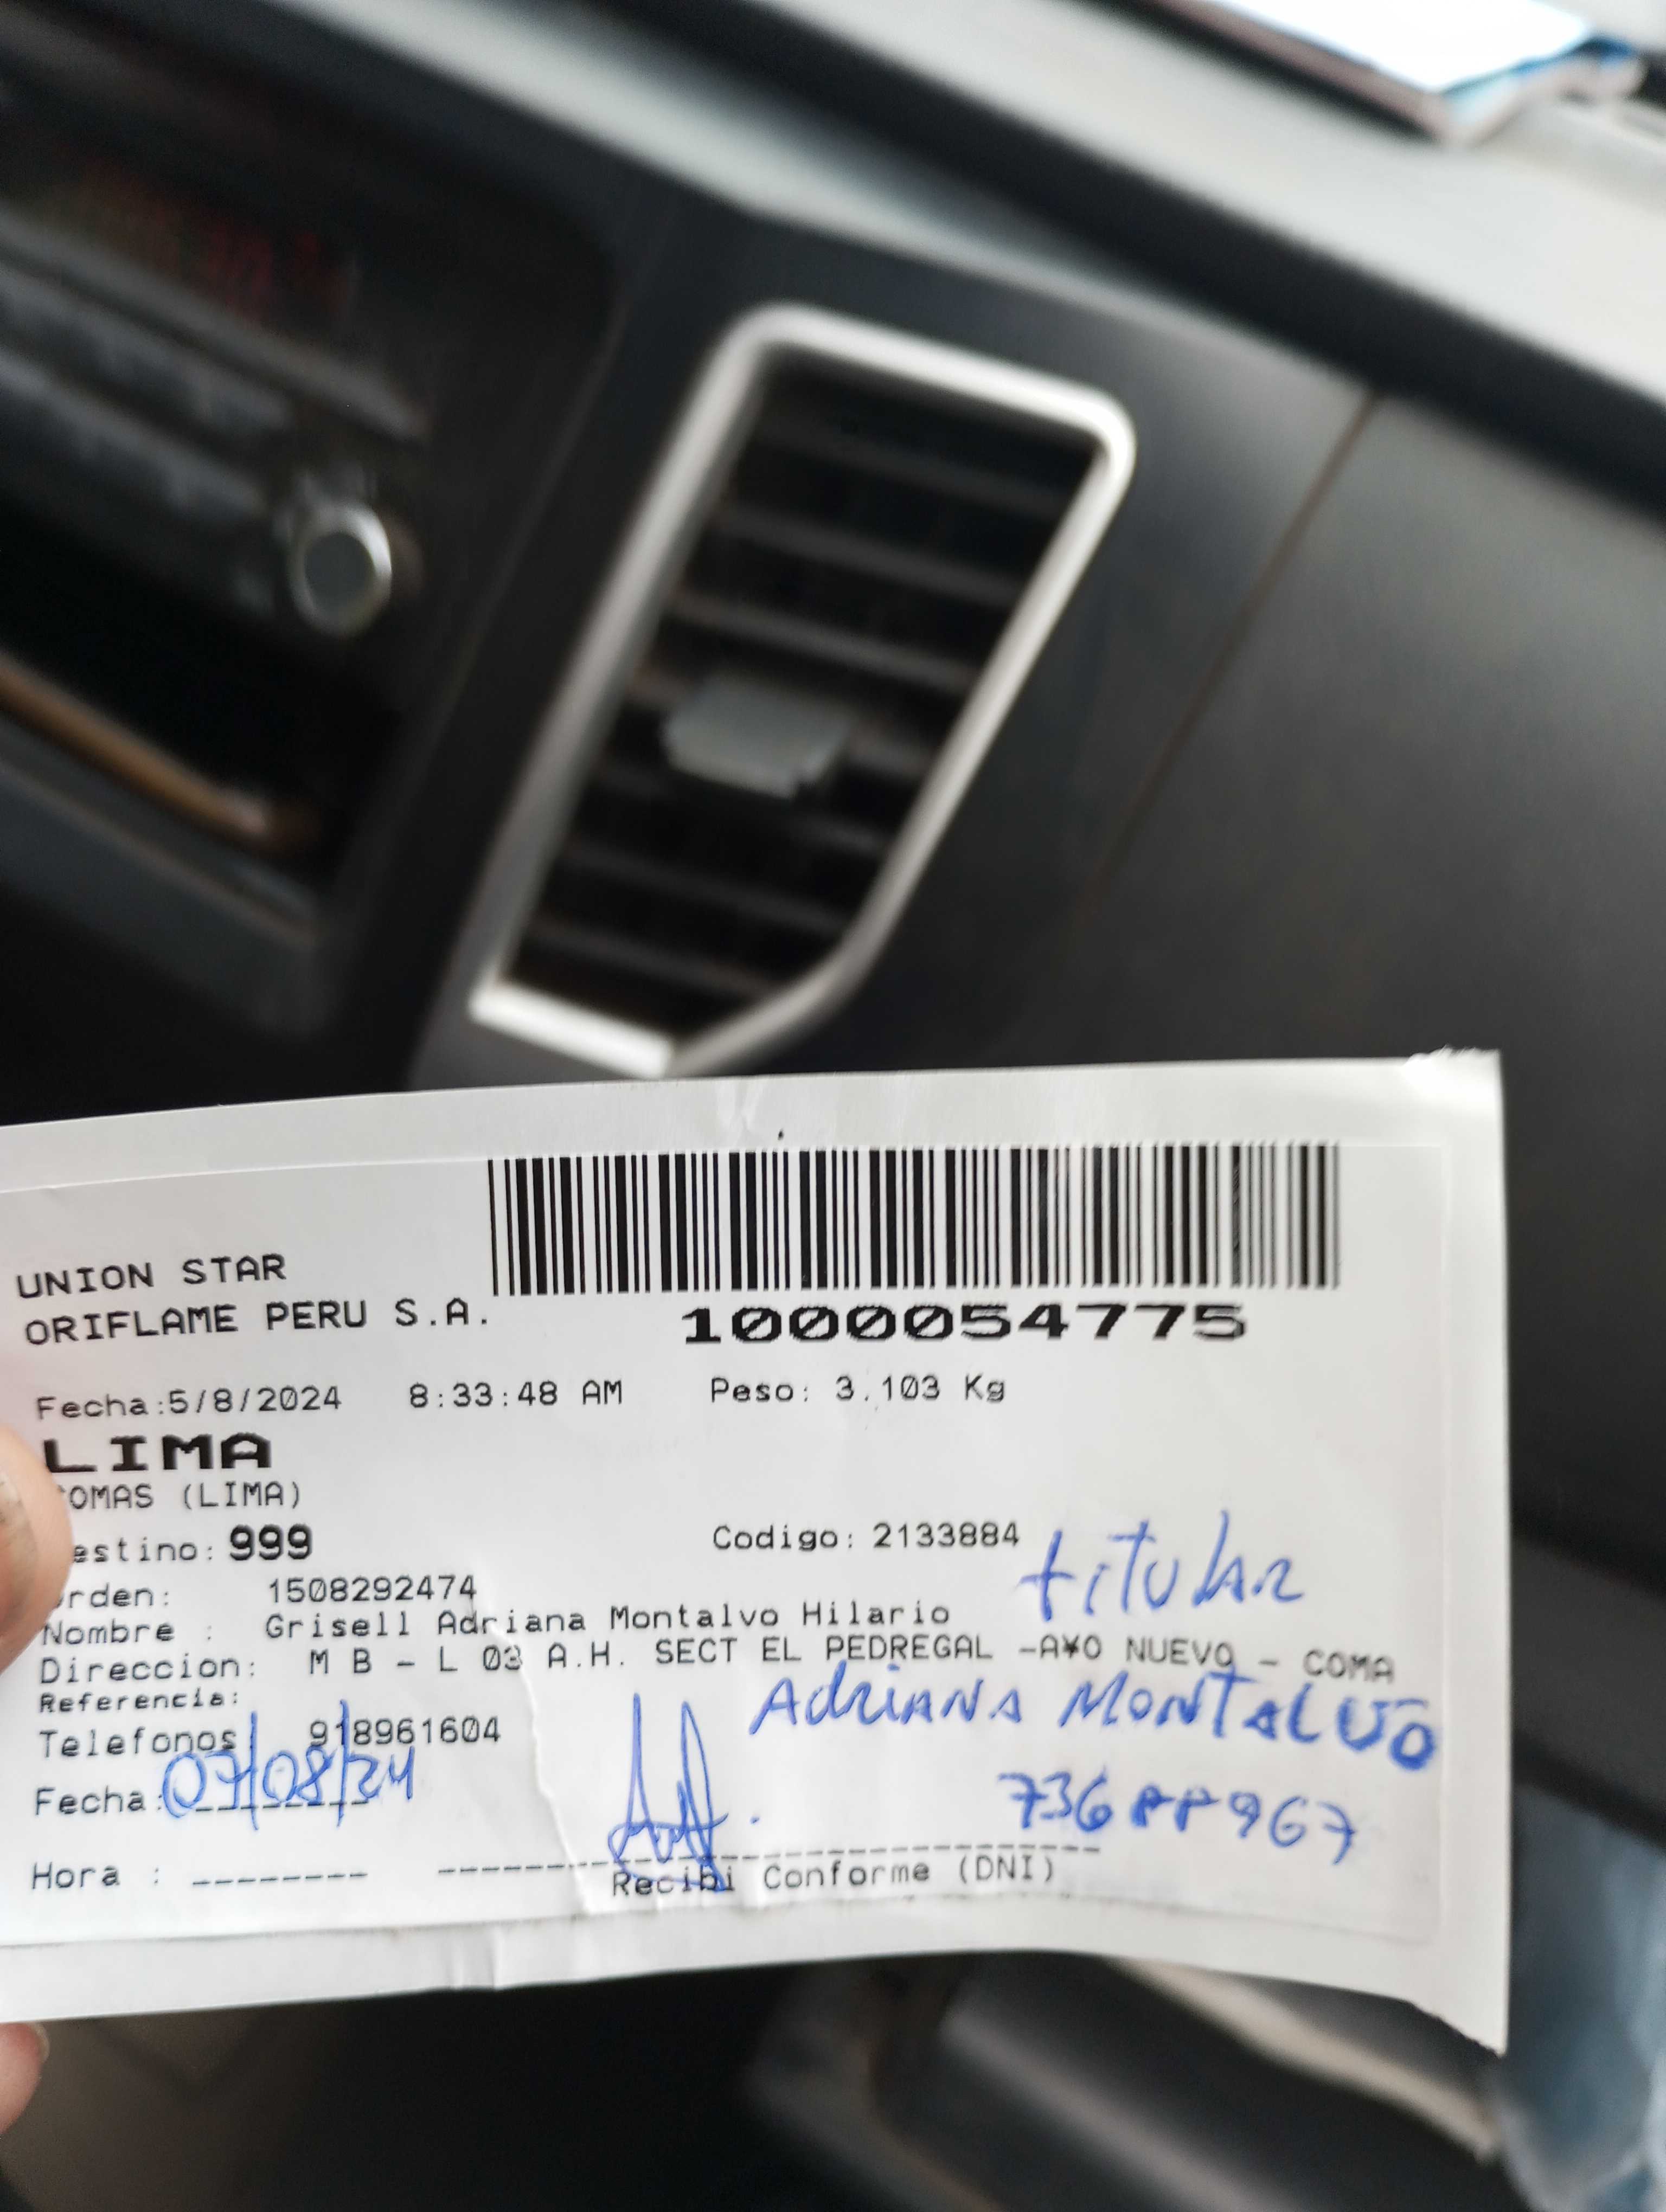 UNION STAR
ORIFLAME PERU S.A.
1000054775
Fecha:5/8/2024 8:33:48 AM Peso: 3.103 Kg
LIMA
OMAS (LIMA)
estino: 999 Codigo: 2133884
titular
rden: 1508292474
Nombre : Grisell Adriana Montalvo Hilario
Direccion: M B - L 03 A.H. SECT EL PEDREGAL -A¥O NUEVO - COMA
Referencia:
Adriana Montalvo
Telefonos 918961604
Fecha: 07/08/24
73688967
Hora :
Recibi Conforme (DNI)